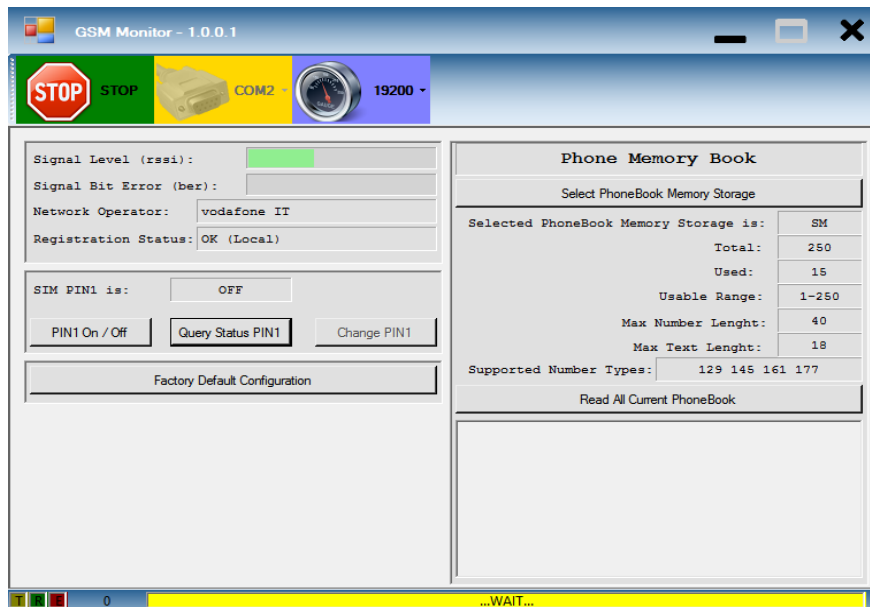 GSM Monitor - 1.0.0.1
STOP STOP COM2 19200
GAUGE
Signal Level (rssi):
Signal Bit Error (ber):
Network Operator: vodafone IT
Registration Status: OK (Local)
SIM PIN1 is: OFF
PIN1 On / Off Query Status PIN1 Change PIN1
Factory Default Configuration
Phone Memory Book
Select PhoneBook Memory Storage
Selected PhoneBook Memory Storage is: SM
Total: 250
Used: 15
Usable Range: 1-250
Max Number Lenght: 40
Max Text Lenght: 18
Supported Number Types: 129 145 161 177
Read All Current PhoneBook
T R E 0 ...WAIT...